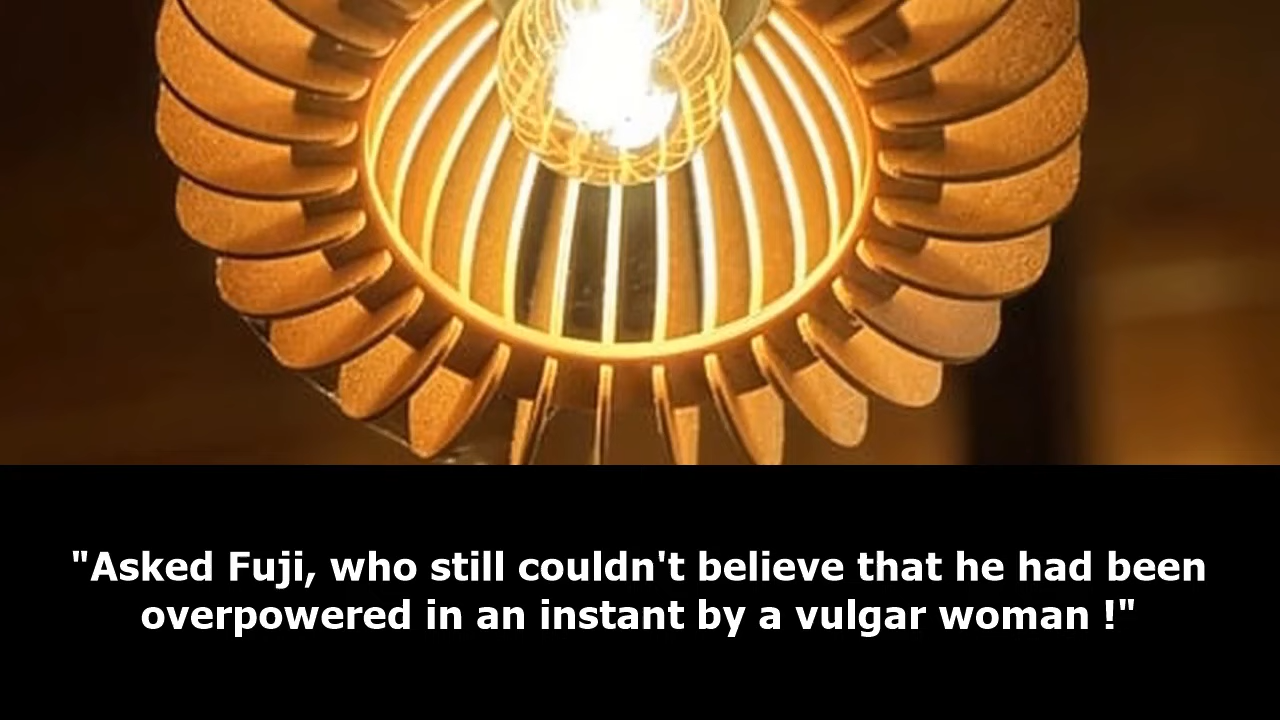 "Asked Fuji, who still couldn't believe that he had been
overpowered in an instant by a vulgar woman !"